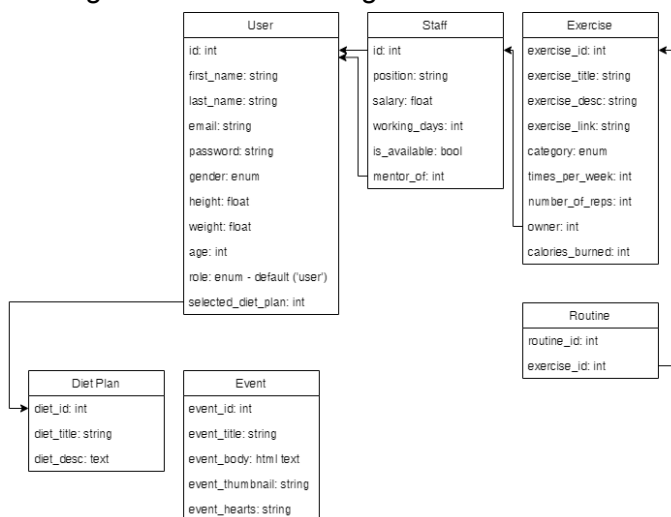 User
id: int
first_name: string
last_name: string
email: string
password: string
gender: enum
height: float
weight: float
age: int
role: enum - default ('user')
selected_diet_plan: int
Staff
id: int
position: string
salary: float
working_days: int
is_available: bool
mentor_of: int
Exercise
exercise_id: int
exercise_title: string
exercise_desc: string
exercise_link: string
category: enum
times_per_week: int
number_of_reps: int
owner: int
calories_burned: int
Routine
routine_id: int
exercise_id: int
Diet Plan
diet_id: int
diet_title: string
diet_desc: text
Event
event_id: int
event_title: string
event_body: html text
event_thumbnail: string
event_hearts: string